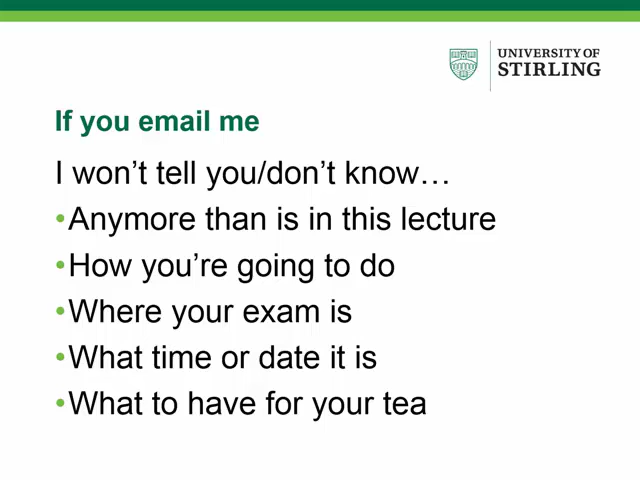 UNIVERSITY OF
STIRLING
If you email me
I won’t tell you/don’t know…
•Anymore than is in this lecture
•How you’re going to do
•Where your exam is
•What time or date it is
•What to have for your tea